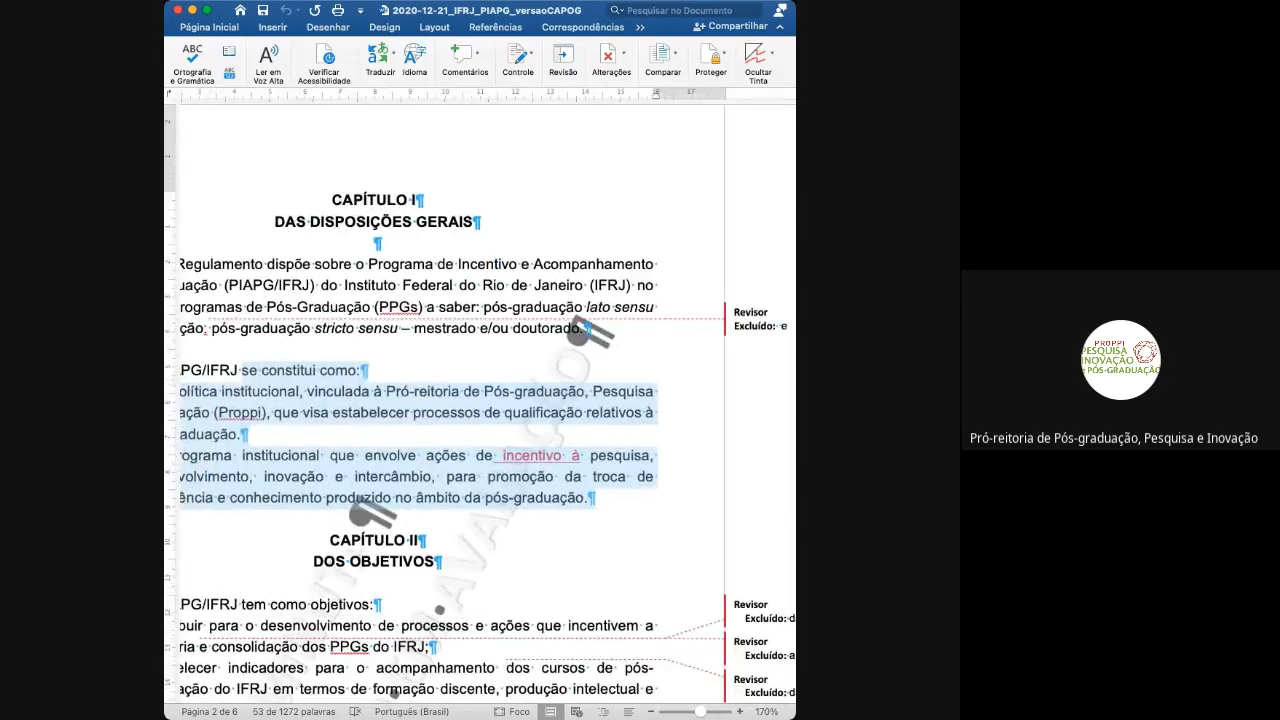 2020-12-21_IFRJ_PIAPG_versaoCAPOG
Pesquisar no Documento
Página Inicial Inserir Desenhar Design Layout Referências Correspondências
Compartilhar
Ortografia e Gramática
Ler em Voz Alta
Verificar Acessibilidade
Traduzir
Idioma
Comentários
Controle
Revisão
Alterações
Comparar
Proteger
Ocultar Tinta
CAPÍTULO I¶
DAS DISPOSIÇÕES GERAIS¶
¶
Regulamento dispõe sobre o Programa de Incentivo e Acompanhamento
uação (PIAPG/IFRJ) do Instituto Federal do Rio de Janeiro (IFRJ) no
rogramas de Pós-Graduação (PPGs) a saber: pós-graduação lato sensu
ção; pós-graduação stricto sensu – mestrado e/ou doutorado.¶
PG/IFRJ se constitui como:¶
olítica institucional, vinculada à Pró-reitoria de Pós-graduação, Pesquisa
ação (Proppi), que visa estabelecer processos de qualificação relativos à
aduação.¶
rograma institucional que envolve ações de incentivo à pesquisa,
volvimento, inovação e intercâmbio, para promoção da troca de
ência e conhecimento produzido no âmbito da pós-graduação.¶
CAPÍTULO II¶
DOS OBJETIVOS¶
PG/IFRJ tem como objetivos:¶
buir para o desenvolvimento de processos e ações que incentivem a
ria e consolidação dos PPGs do IFRJ;¶
elecer indicadores para o acompanhamento dos cursos de pós-
ação do IFRJ em termos de formação discente, produção intelectual e
Revisor
Excluído: e
Revisor
Excluído: d
Revisor
Excluído: a
Revisor
Excluído: d
Página 2 de 6 53 de 1272 palavras Português (Brasil) Foco 170%
PROPPI
PESQUISA
INOVAÇÃO
e PÓS-GRADUAÇÃO
Pró-reitoria de Pós-graduação, Pesquisa e Inovação